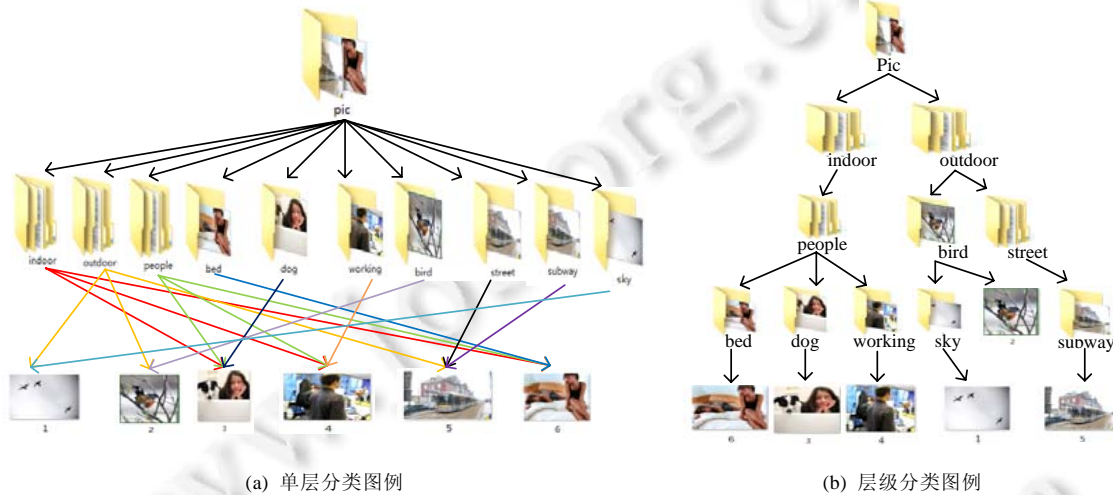 pic
indoor outdoor people bed dog working bird street subway sky
1 2 3 4 5 6
(a) 单层分类图例
Pic
indoor outdoor
people bird street
2
bed dog working sky subway
6 3 4 1 5
(b) 层级分类图例